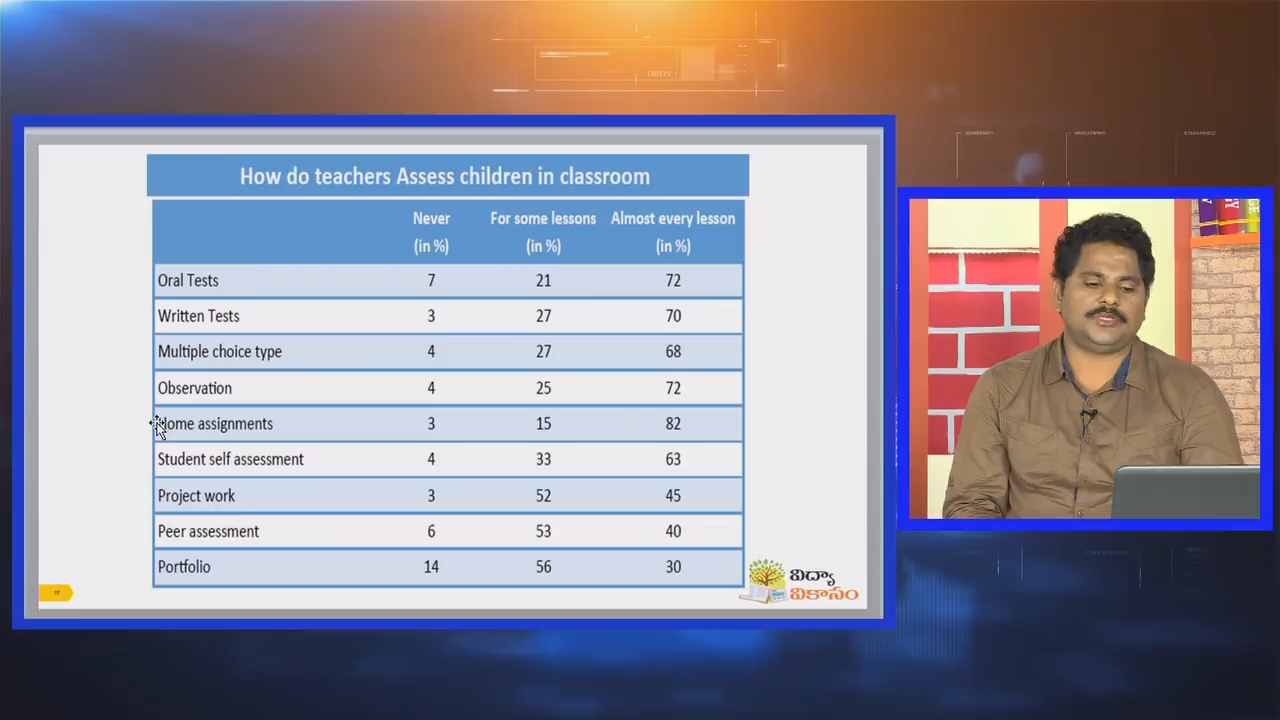 How do teachers Assess children in classroom
Never For some lessons Almost every lesson
(in %) (in %) (in %)
Oral Tests 7 21 72
Written Tests 3 27 70
Multiple choice type 4 27 68
Observation 4 25 72
Home assignments 3 15 82
Student self assessment 4 33 63
Project work 3 52 45
Peer assessment 6 53 40
Portfolio 14 56 30
విద్యా
వికాసం